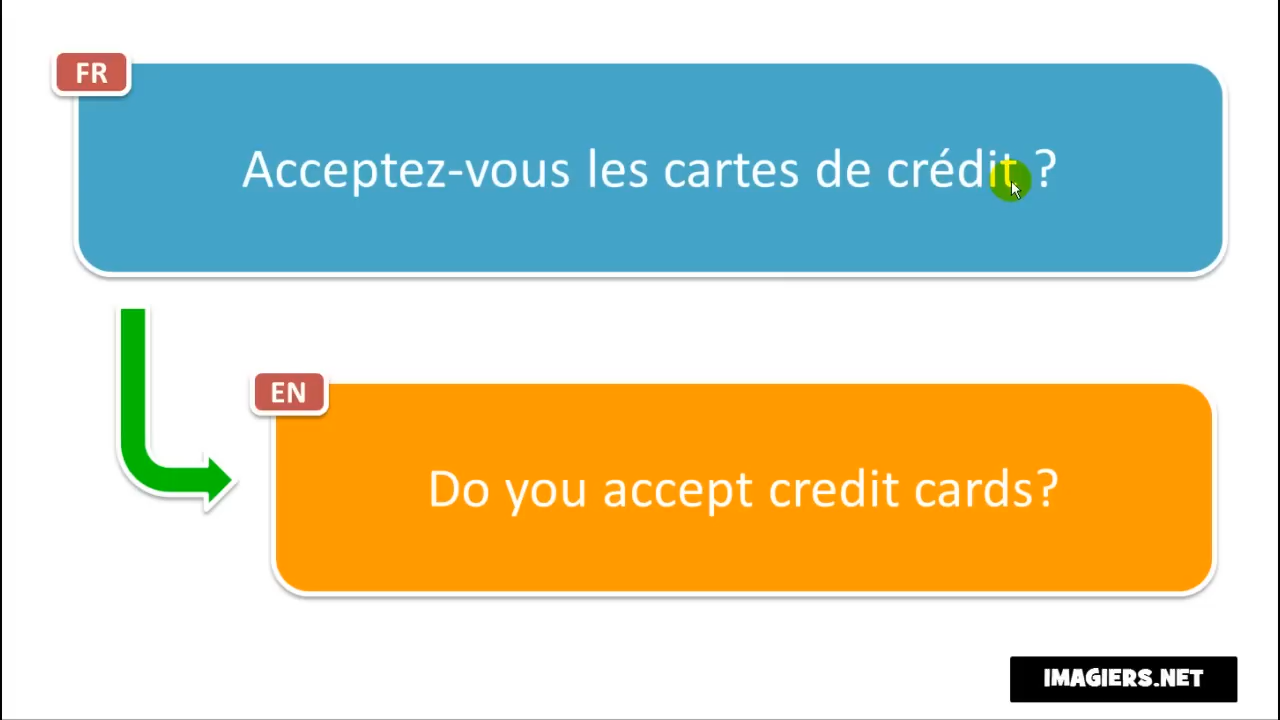 FR
Acceptez-vous les cartes de crédit ?
EN
Do you accept credit cards?
IMAGIERS.NET